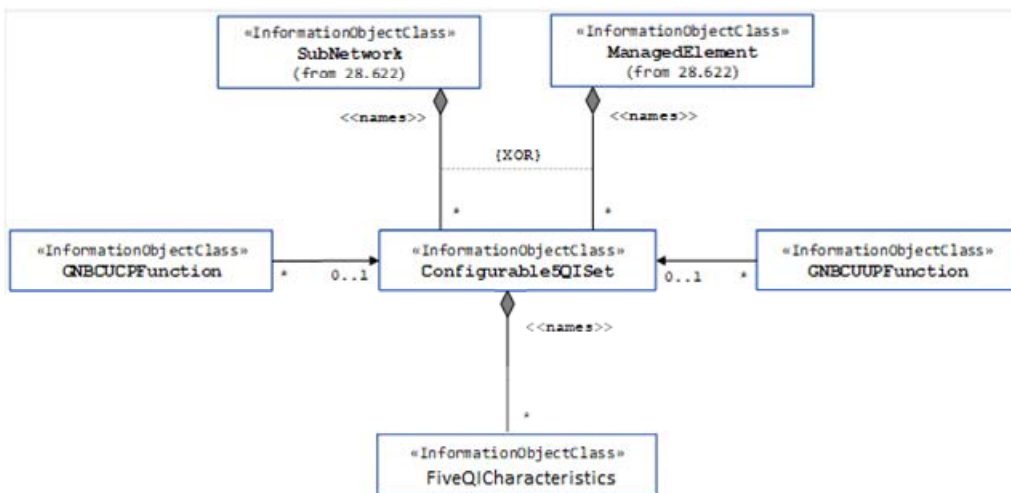 «InformationObjectClass»
SubNetwork
(from 28.622)
«InformationObjectClass»
ManagedElement
(from 28.622)
<<names>>
<<names>>
{XOR}
*
*
«InformationObjectClass»
GNBCUCPFunction
*
0..1
«InformationObjectClass»
Configurable5QISet
0..1
*
«InformationObjectClass»
GNBCUUPFunction
<<names>>
*
«InformationObjectClass»
FiveQICharacteristics